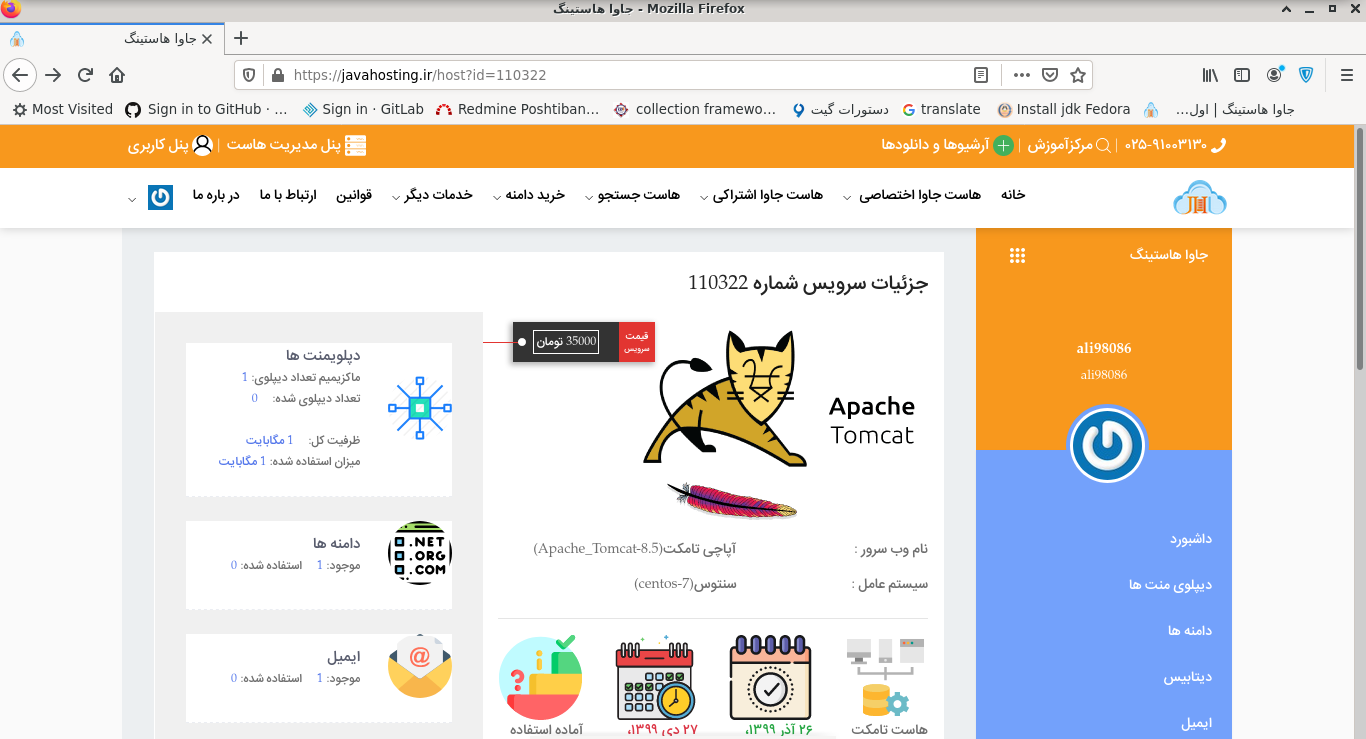 جاوا هاستینگ - Mozilla Firefox
جاوا هاستینگ
https://javahosting.ir/host?id=110322
Most Visited
Sign in to GitHub · ...
Sign in · GitLab
Redmine Poshtiban...
collection framewo...
دستورات گیت
translate
Install jdk Fedora
جاوا هاستینگ | اول...
۰۲۵-۹۱۰۰۳۱۳۰ | مرکزآموزش | آرشیوها و دانلودها
پنل مدیریت هاست | پنل کاربری
خانه
هاست جاوا اختصاصی
هاست جاوا اشتراکی
هاست جستجو
خرید دامنه
خدمات دیگر
قوانین
ارتباط با ما
در باره ما
جاوا هاستینگ
ali98086
ali98086
داشبورد
دیپلوی منت ها
دامنه ها
دیتابیس
ایمیل
جزئیات سرویس شماره 110322
قیمت
سرویس
35000 تومان
Apache
Tomcat
نام وب سرور :
آپاچی تامکت(Apache_Tomcat-8.5)
سیستم عامل :
سنتوس(centos-7)
هاست تامکت
۲۶ آذر ۱۳۹۹،
۲۷ دی ۱۳۹۹،
آماده استفاده
دپلویمنت ها
ماکزیمیم تعداد دیپلوی: 1
تعداد دیپلوی شده: 0
ظرفیت کل: 1 مگابایت
میزان استفاده شده: 1 مگابایت
.NET
.ORG
.COM
دامنه ها
موجود: 1 استفاده شده: 0
ایمیل
موجود: 1 استفاده شده: 0